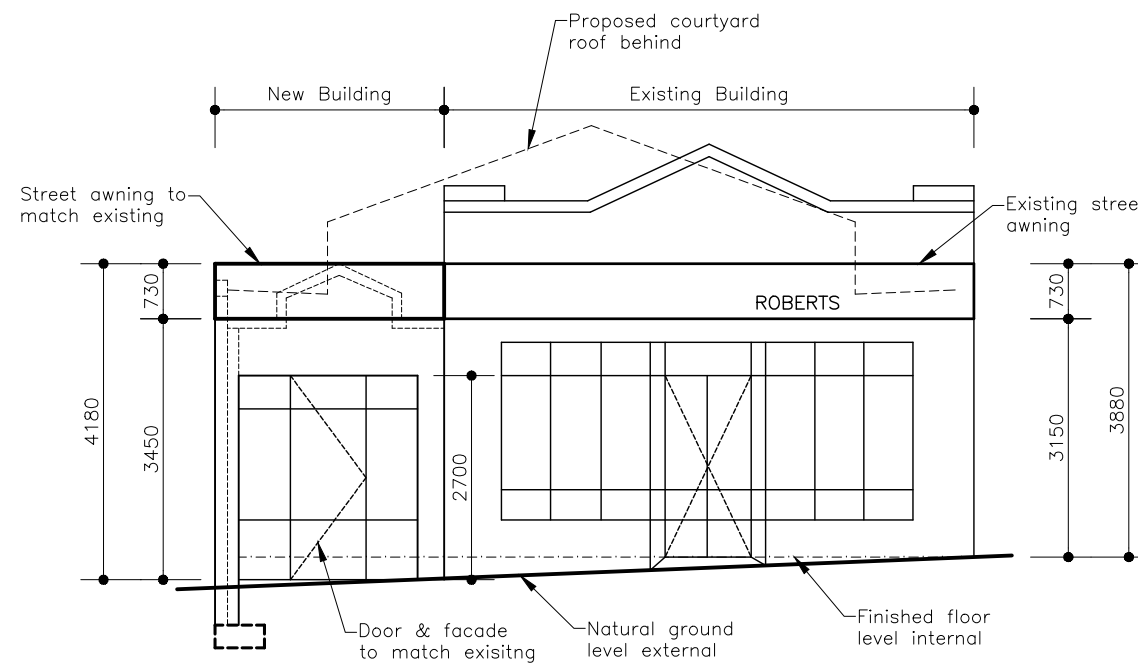 Proposed courtyard
roof behind
New Building
Existing Building
Street awning to
match existing
Existing stree
awning
730
ROBERTS
730
4180
3450
2700
3150
3880
Door & facade
to match exisitng
Natural ground
level external
Finished floor
level internal